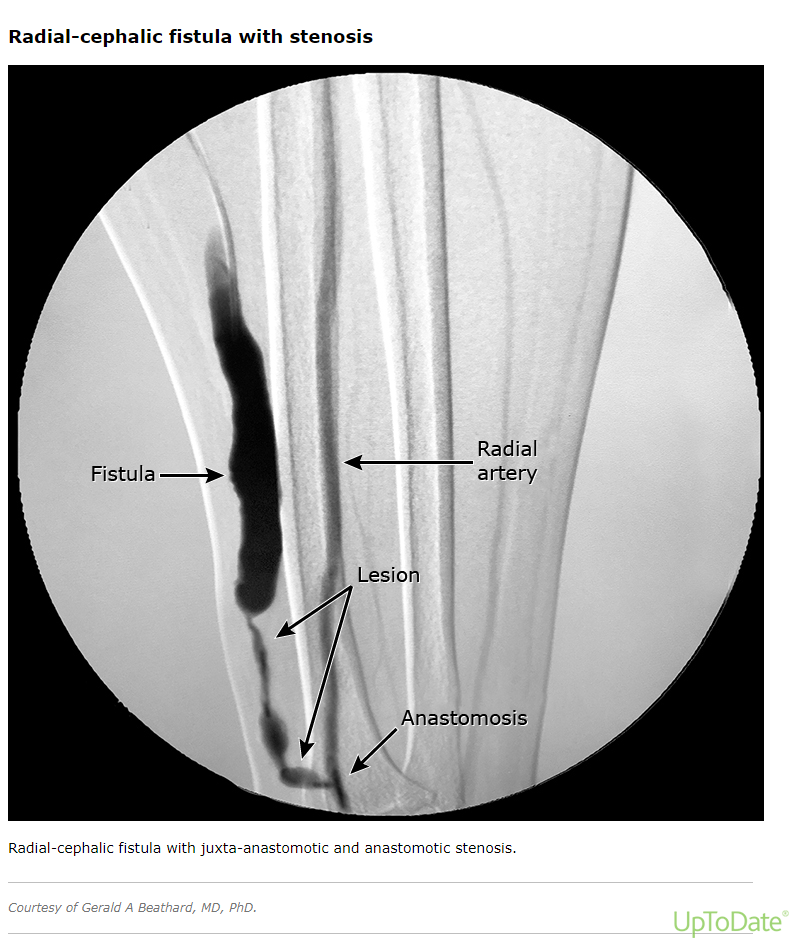 Radial-cephalic fistula with stenosis
Fistula
Radial
artery
Lesion
Anastomosis
Radial-cephalic fistula with juxta-anastomotic and anastomotic stenosis.
Courtesy of Gerald A Beathard, MD, PhD.
UpToDate®